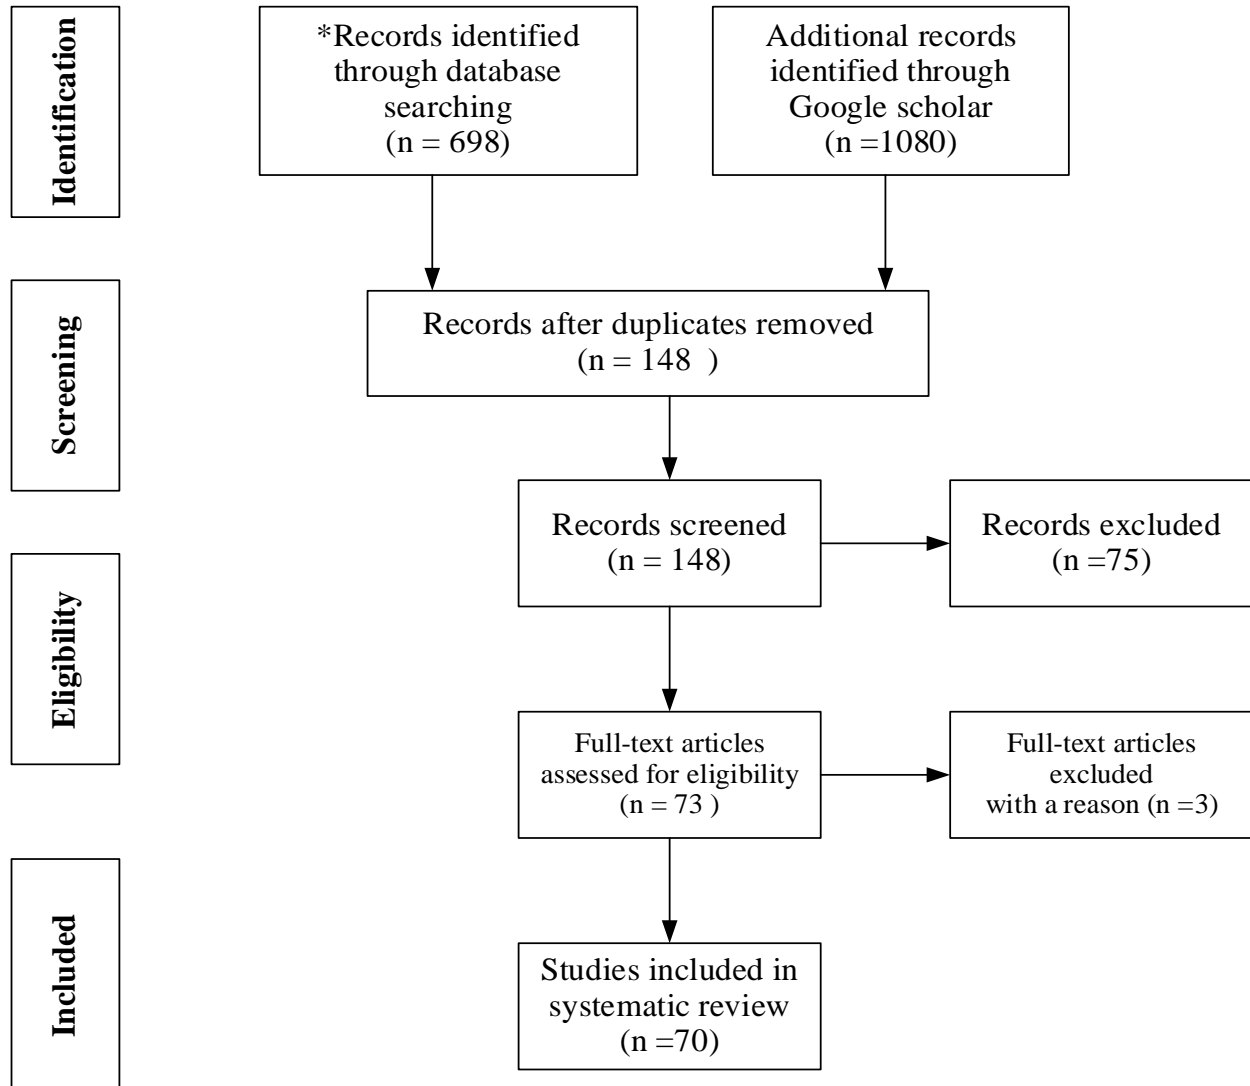 Identification
*Records identified
through database
searching
(n = 698)
Additional records
identified through
Google scholar
(n =1080)
Screening
Records after duplicates removed
(n = 148  )
Records screened
(n = 148)
Records excluded
(n =75)
Eligibility
Full-text articles
assessed for eligibility
(n = 73 )
Full-text articles
excluded
with a reason (n =3)
Included
Studies included in
systematic review
(n =70)